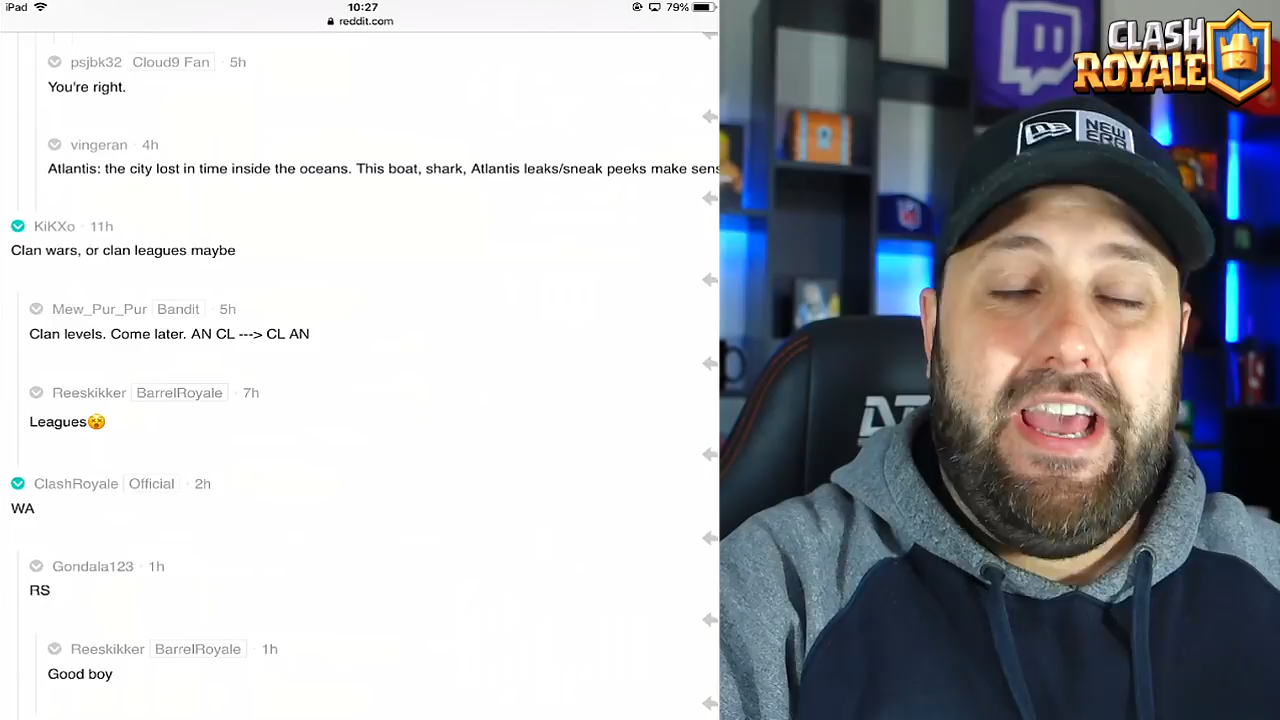 iPad 10:27 79%
reddit.com
psjbk32 Cloud9 Fan · 5h
You're right.
vingeran · 4h
Atlantis: the city lost in time inside the oceans. This boat, shark, Atlantis leaks/sneak peeks make sens
KiKXo · 11h
Clan wars, or clan leagues maybe
Mew_Pur_Pur Bandit · 5h
Clan levels. Come later. AN CL ---> CL AN
Reeskikker BarrelRoyale · 7h
Leagues😵
ClashRoyale Official · 2h
WA
Gondala123 · 1h
RS
Reeskikker BarrelRoyale · 1h
Good boy
CLASH
ROYALE
NEW
ERA
NFL